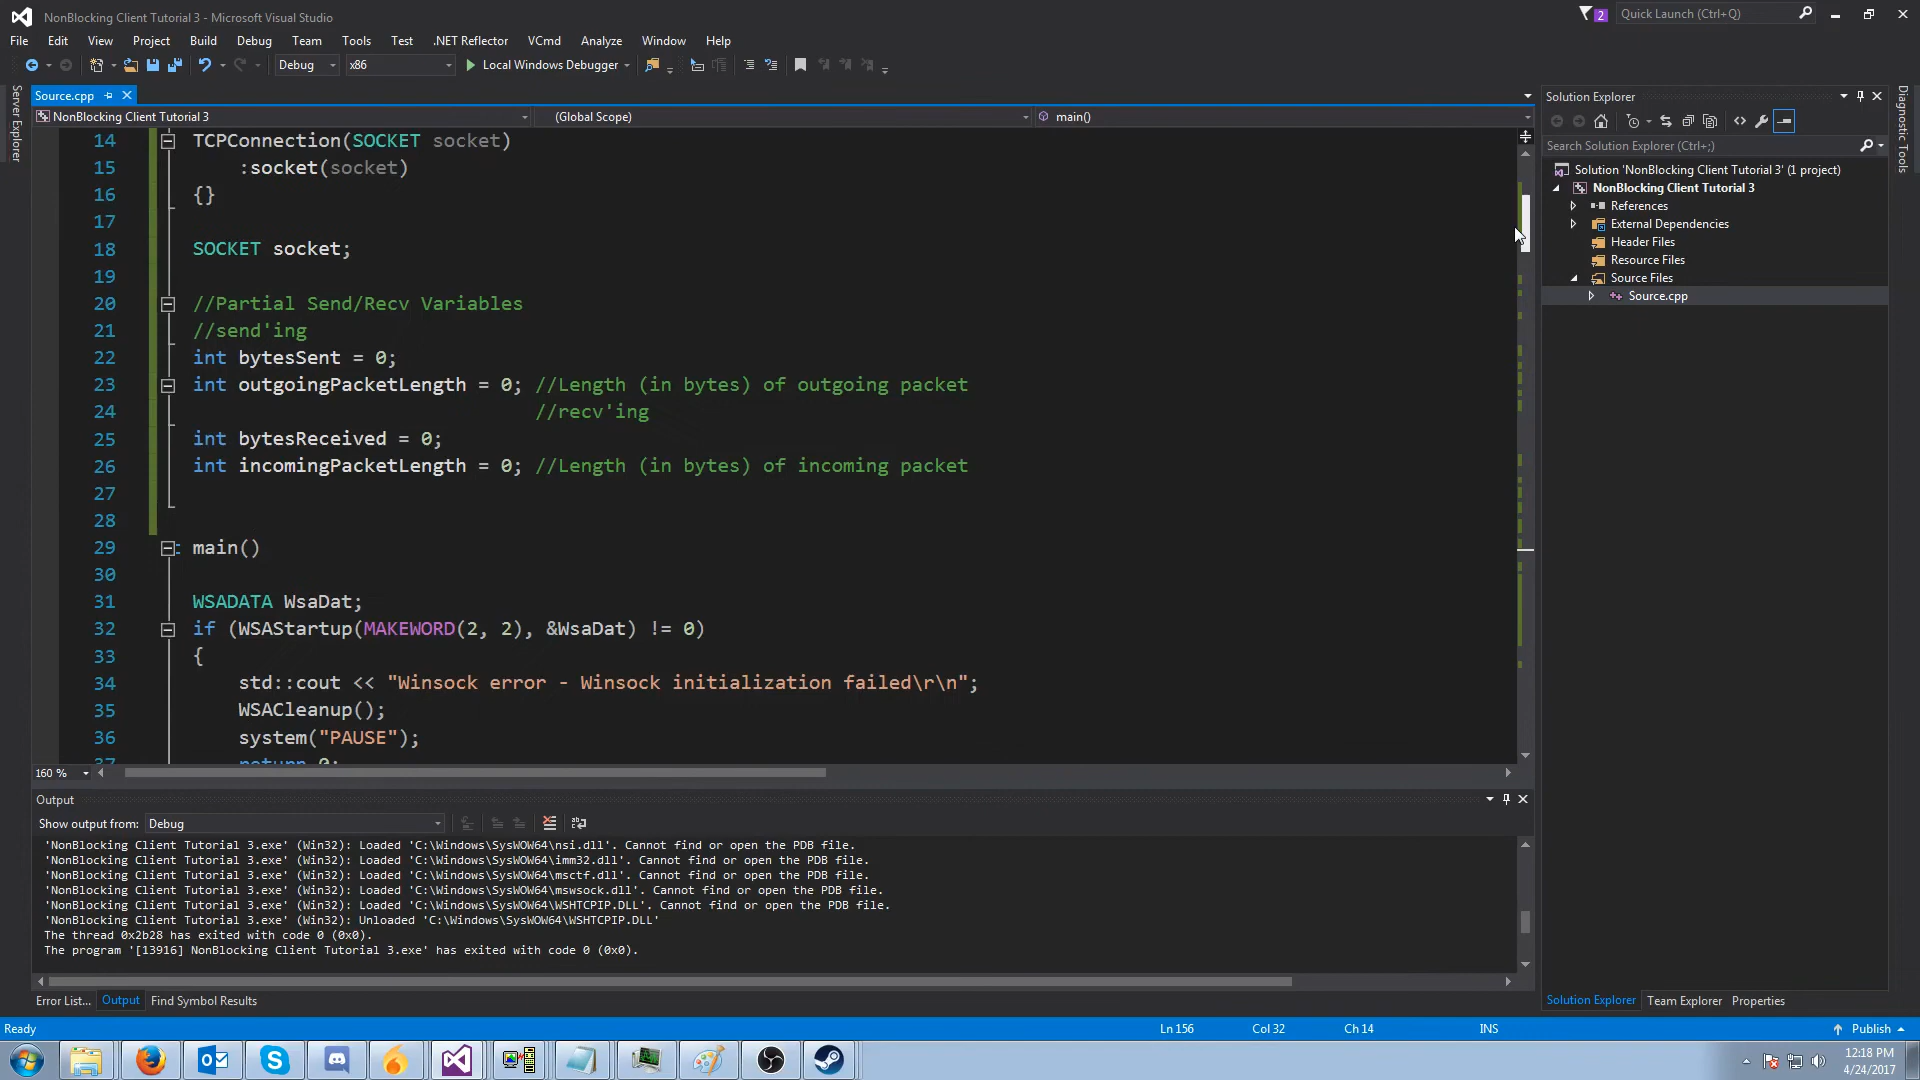 NonBlocking Client Tutorial 3 - Microsoft Visual Studio
2
Quick Launch (Ctrl+Q)
File Edit View Project Build Debug Team Tools Test .NET Reflector VCmd Analyze Window Help
Debug x86 Local Windows Debugger
Server Explorer
Source.cpp
NonBlocking Client Tutorial 3 (Global Scope) main()
14 TCPConnection(SOCKET socket)
15 :socket(socket)
16 {}
17
18 SOCKET socket;
19
20 //Partial Send/Recv Variables
21 //send'ing
22 int bytesSent = 0;
23 int outgoingPacketLength = 0; //Length (in bytes) of outgoing packet
24 //recv'ing
25 int bytesReceived = 0;
26 int incomingPacketLength = 0; //Length (in bytes) of incoming packet
27
28
29 main()
30
31 WSADATA WsaDat;
32 if (WSAStartup(MAKEWORD(2, 2), &WsaDat) != 0)
33 {
34 std::cout << "Winsock error - Winsock initialization failed\r\n";
35 WSACleanup();
36 system("PAUSE");
37 return 0;
160 %
Output
Show output from: Debug
'NonBlocking Client Tutorial 3.exe' (Win32): Loaded 'C:\Windows\SysWOW64\nsi.dll'. Cannot find or open the PDB file.
'NonBlocking Client Tutorial 3.exe' (Win32): Loaded 'C:\Windows\SysWOW64\imm32.dll'. Cannot find or open the PDB file.
'NonBlocking Client Tutorial 3.exe' (Win32): Loaded 'C:\Windows\SysWOW64\msctf.dll'. Cannot find or open the PDB file.
'NonBlocking Client Tutorial 3.exe' (Win32): Loaded 'C:\Windows\SysWOW64\mswsock.dll'. Cannot find or open the PDB file.
'NonBlocking Client Tutorial 3.exe' (Win32): Loaded 'C:\Windows\SysWOW64\WSHTCPIP.DLL'. Cannot find or open the PDB file.
'NonBlocking Client Tutorial 3.exe' (Win32): Unloaded 'C:\Windows\SysWOW64\WSHTCPIP.DLL'
The thread 0x2b28 has exited with code 0 (0x0).
The program '[13916] NonBlocking Client Tutorial 3.exe' has exited with code 0 (0x0).
Error List... Output Find Symbol Results
Solution Explorer
Search Solution Explorer (Ctrl+;)
Solution 'NonBlocking Client Tutorial 3' (1 project)
NonBlocking Client Tutorial 3
References
External Dependencies
Header Files
Resource Files
Source Files
Source.cpp
Solution Explorer Team Explorer Properties
Diagnostic Tools
Ready Ln 156 Col 32 Ch 14 INS Publish
12:18 PM
4/24/2017